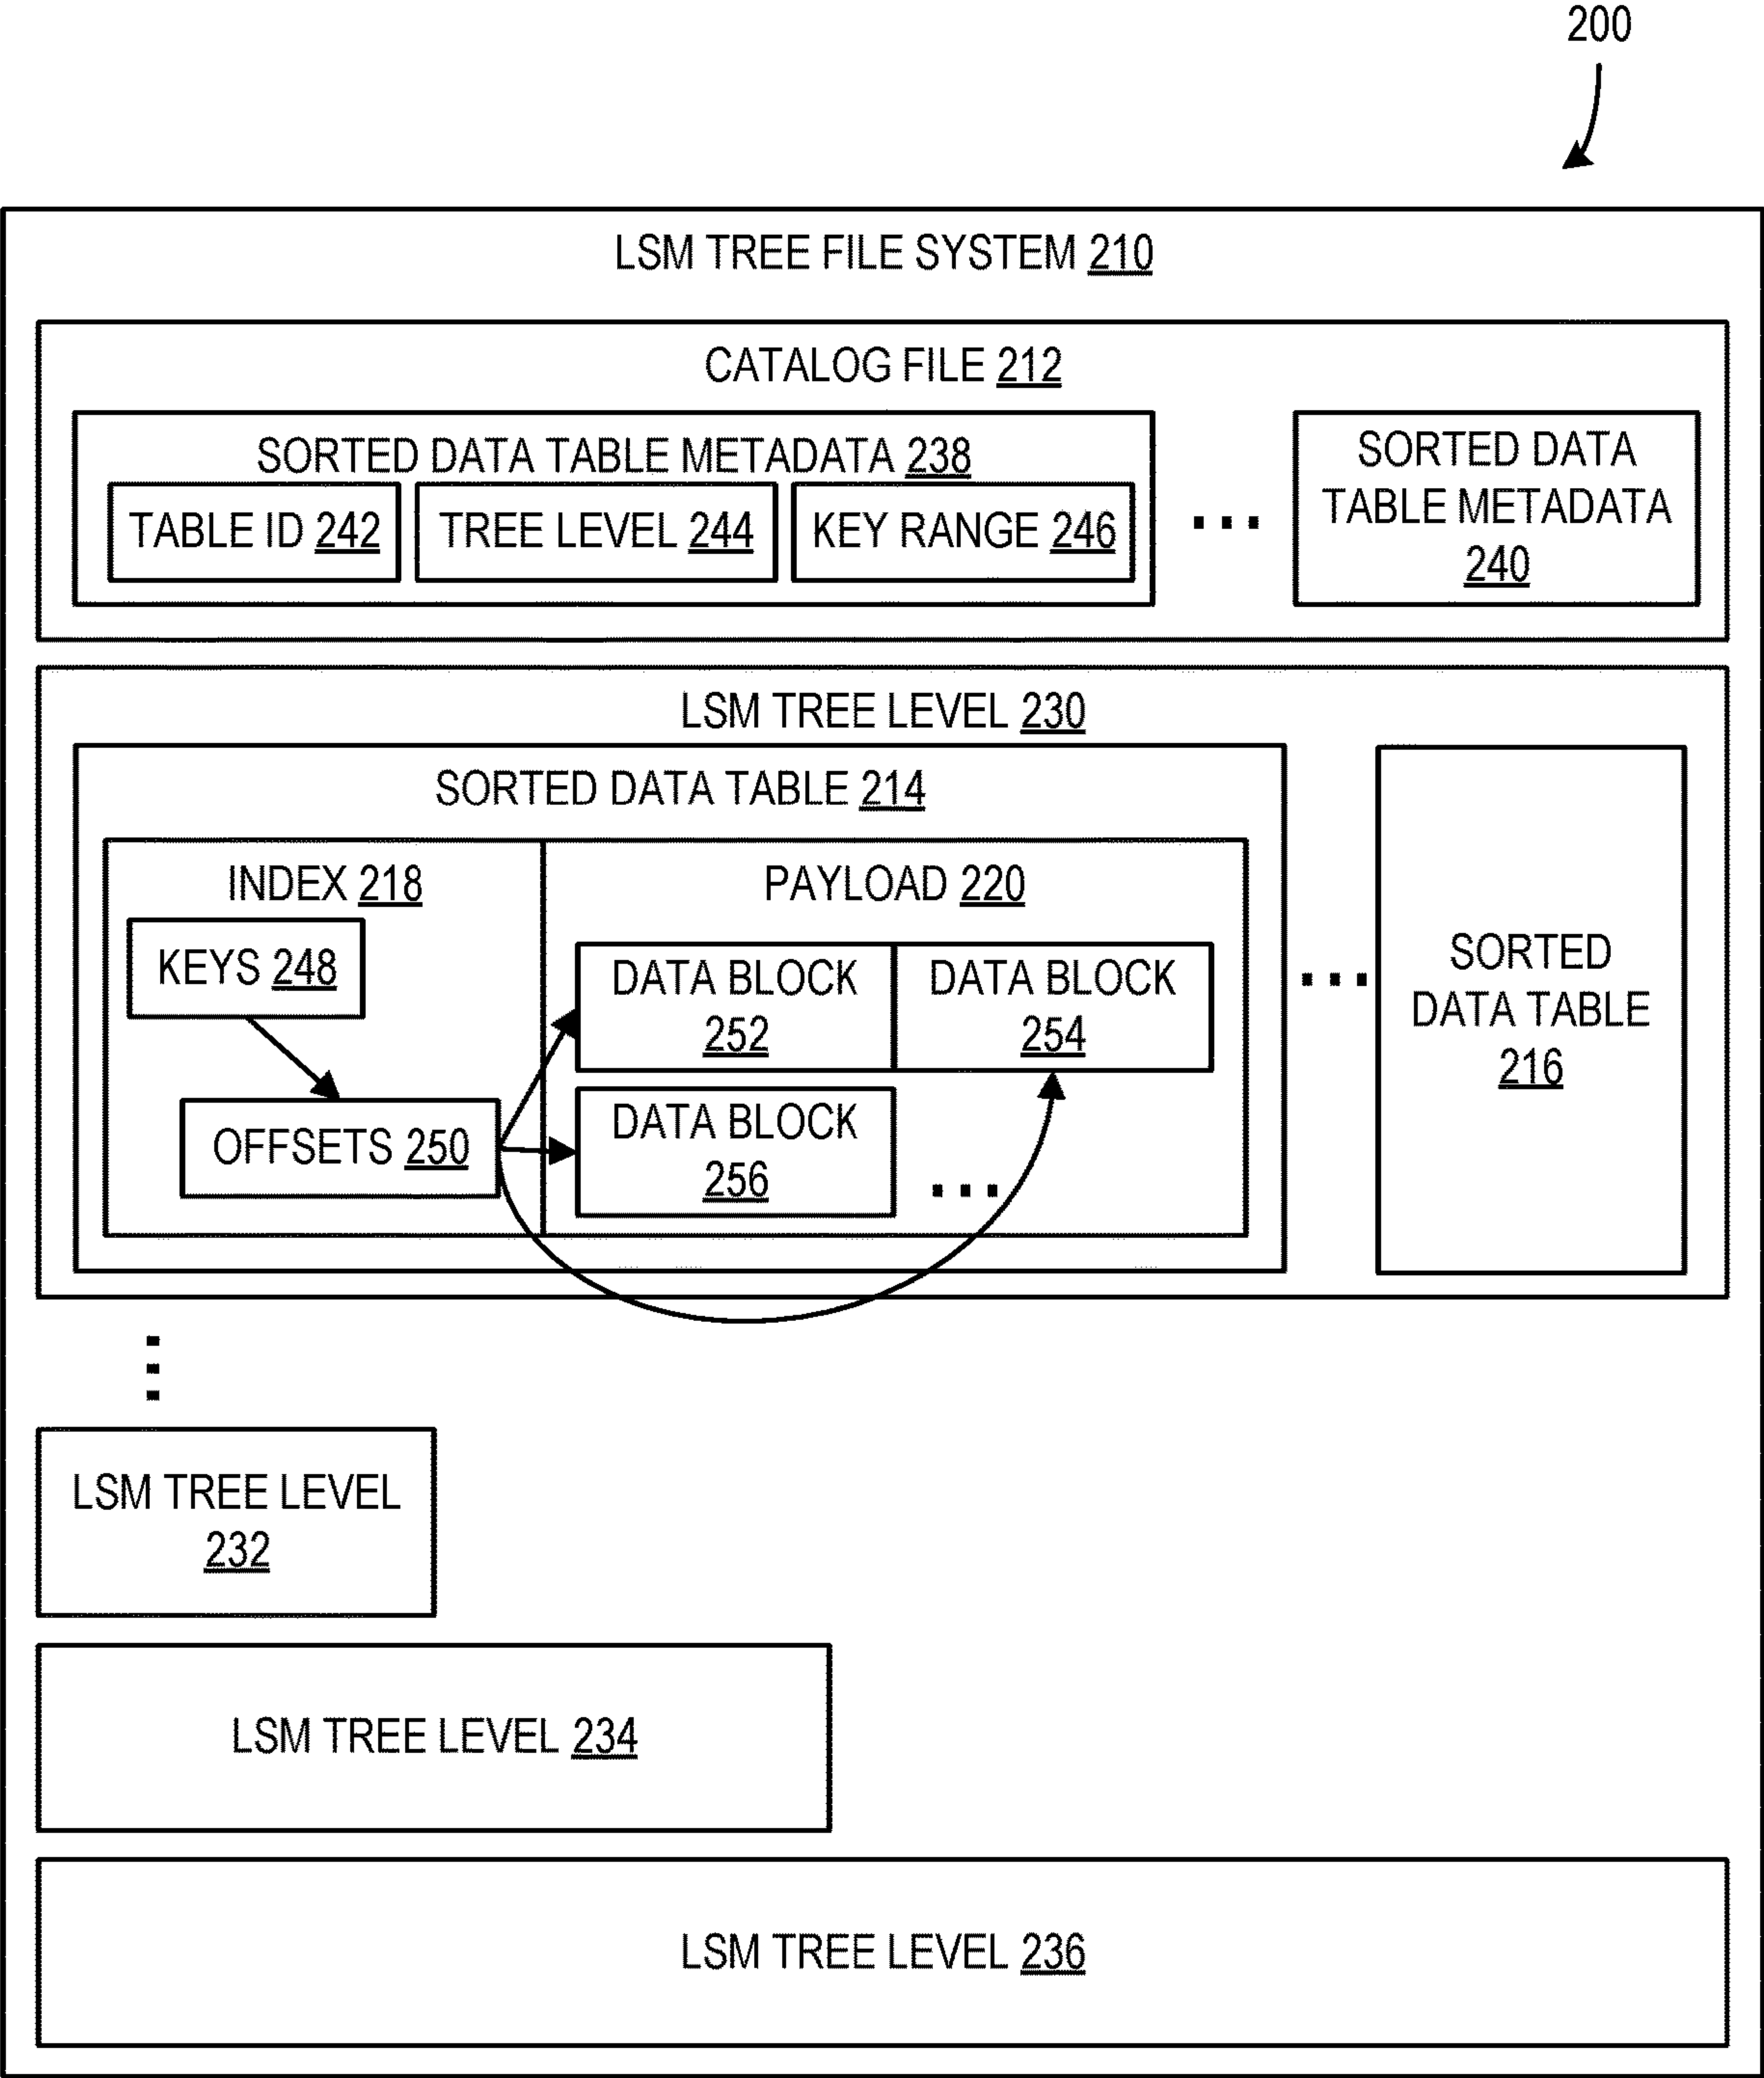 200
LSM TREE FILE SYSTEM 210
CATALOG FILE 212
SORTED DATA TABLE METADATA 238
TABLE ID 242
TREE LEVEL 244
KEY RANGE 246
...
SORTED DATA
TABLE METADATA
240
LSM TREE LEVEL 230
SORTED DATA TABLE 214
INDEX 218
KEYS 248
OFFSETS 250
PAYLOAD 220
DATA BLOCK
252
DATA BLOCK
254
DATA BLOCK
256
...
...
SORTED
DATA TABLE
216
...
LSM TREE LEVEL
232
LSM TREE LEVEL 234
LSM TREE LEVEL 236